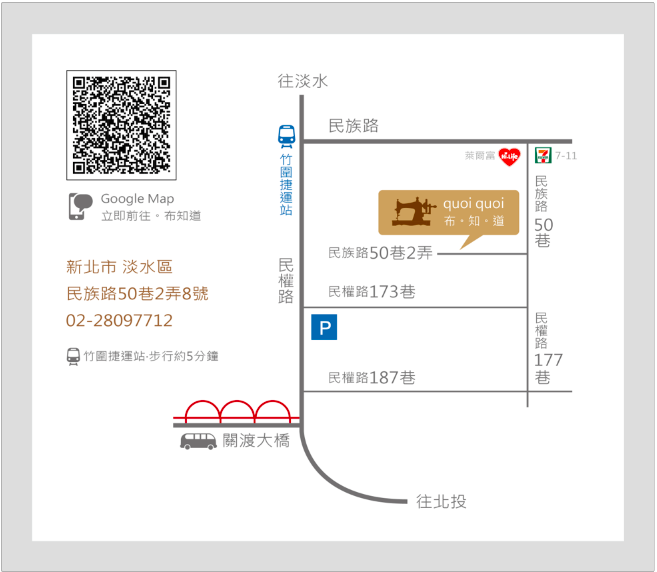 往淡水
民族路
竹圍捷運站
萊爾富
Hi-Life
7-ELEVEN
7-11
Google Map
立即前往。布知道
quoi quoi
布・知・道
民族路50巷
民族路50巷2弄
新北市 淡水區
民族路50巷2弄8號
02-28097712
民權路
民權路173巷
P
民權路177巷
竹圍捷運站‧步行約5分鐘
民權路187巷
關渡大橋
往北投